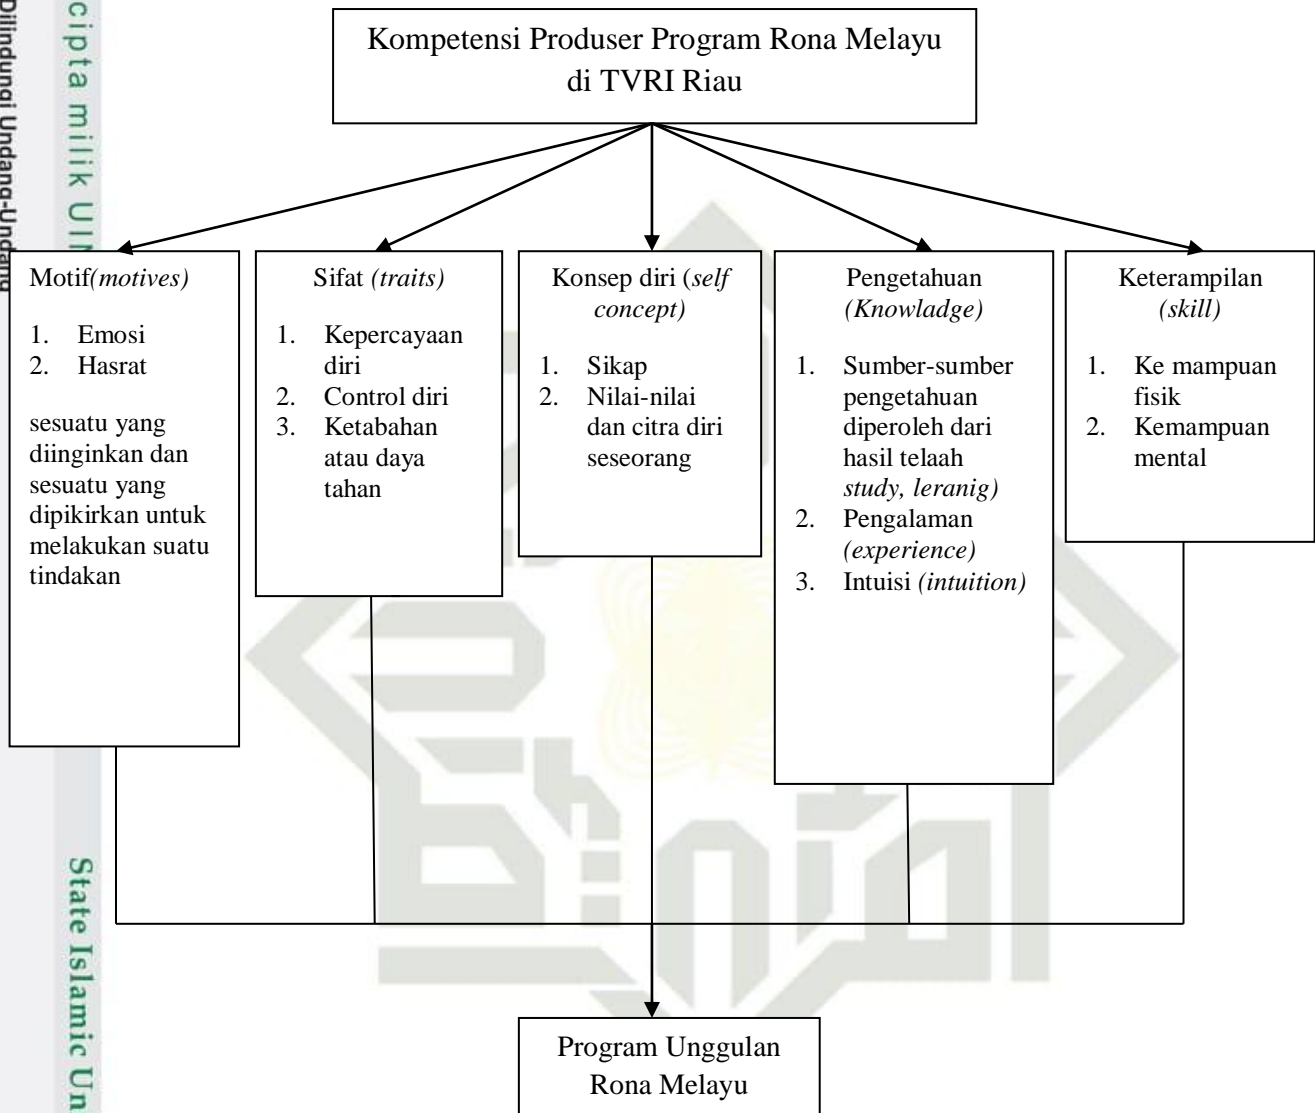 Kompetensi Produser Program Rona Melayu
di TVRI Riau
Motif(motives)
1. Emosi
2. Hasrat
sesuatu yang
diinginkan dan
sesuatu yang
dipikirkan untuk
melakukan suatu
tindakan
Sifat (traits)
1. Kepercayaan
diri
2. Control diri
3. Ketabahan
atau daya
tahan
Konsep diri (self
concept)
1. Sikap
2. Nilai-nilai
dan citra diri
seseorang
Pengetahuan
(Knowladge)
1. Sumber-sumber
pengetahuan
diperoleh dari
hasil telaah
study, leranig)
2. Pengalaman
(experience)
3. Intuisi (intuition)
Keterampilan
(skill)
1. Ke mampuan
fisik
2. Kemampuan
mental
Program Unggulan
Rona Melayu
cipta milik UIN
Dilindungi Undang-Undang
State Islamic Un